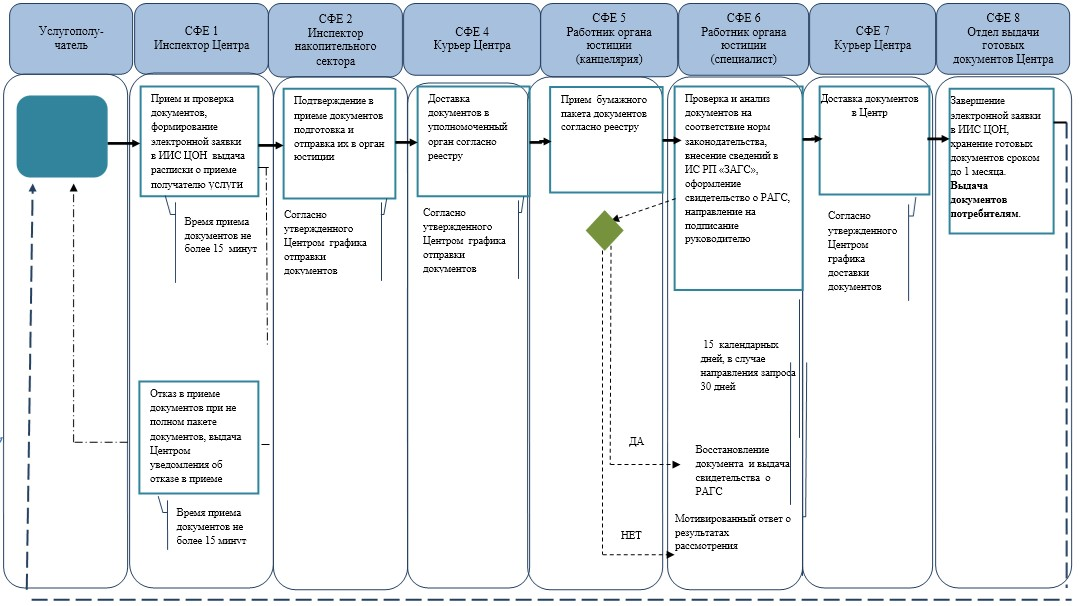 Услугополу-
чатель
СФЕ 1
Инспектор Центра
СФЕ 2
Инспектор
накопительного
сектора
СФЕ 4
Курьер Центра
СФЕ 5
Работник органа
юстиции
(канцелярия)
СФЕ 6
Работник органа
юстиции
(специалист)
СФЕ 7
Курьер Центра
СФЕ 8
Отдел выдачи
готовых
документов Центра
Прием и проверка
документов,
формирование
электронной заявки
в ИИС ЦОН выдача
расписки о приеме
получателю услуги
Время приема
документов не
более 15 минут
Отказ в приеме
документов при не
полном пакете
документов, выдача
Центром
уведомления об
отказе в приеме
Время приема
документов не
более 15 минут
Подтверждение в
приеме документов
подготовка и
отправка их в орган
юстиции
Согласно
утвержденного
Центром графика
отправки
документов
Доставка
документов в
уполномоченный
орган согласно
реестру
Согласно
утвержденного
Центром графика
отправки
документов
Прием бумажного
пакета документов
согласно реестру
ДА
НЕТ
Проверка и анализ
документов на
соответствие норм
законодательства,
внесение сведений в
ИС РП «ЗАГС»,
оформление
свидетельство о РАГС,
направление на
подписание
руководителю
15 календарных
дней, в случае
направления запроса
30 дней
Восстановление
документа и выдача
свидетельства о
РАГС
Мотивированный ответ о
результатах
рассмотрения
Доставка документов
в Центр
Согласно
утвержденного
Центром
графика
доставки
документов
Завершение
электронной заявки
в ИИС ЦОН,
хранение готовых
документов сроком
до 1 месяца.
Выдача
документов
потребителям.